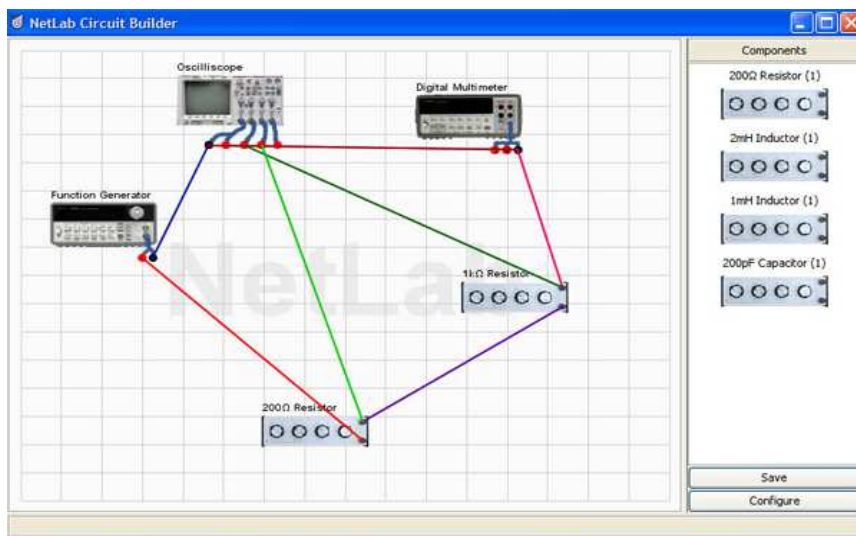 NetLab Circuit Builder
Oscilliscope
Digital Multimeter
Function Generator
NetLab
1kΩ Resistor
200Ω Resistor
Components
200Ω Resistor (1)
2mH Inductor (1)
1mH Inductor (1)
200pF Capacitor (1)
Save
Configure